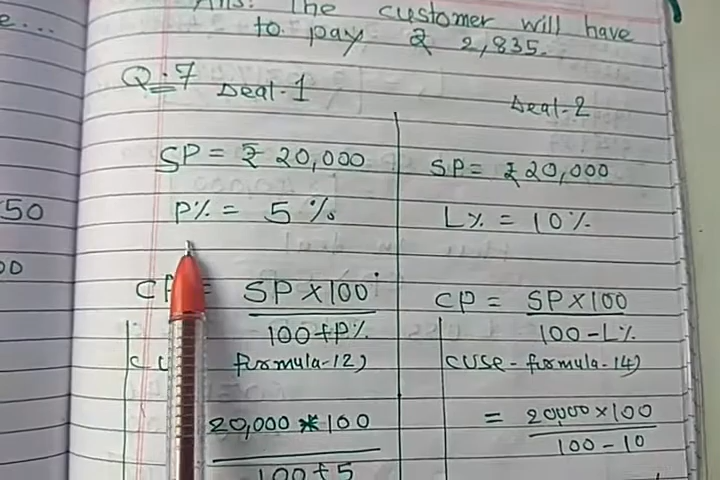 e...
Ans: The customer will have
to pay ₹ 2,835.
Q.7 Deal-1
SP = ₹ 20,000
P% = 5 %
CP = SP X 100
100+P%
formula-12)
20,000 * 100
100+5
Deal-2
SP = ₹ 20,000
L% = 10%
CP = SP X 100
100-L%
(use-formula-14)
= 20,000 X 100
100-10
50
00